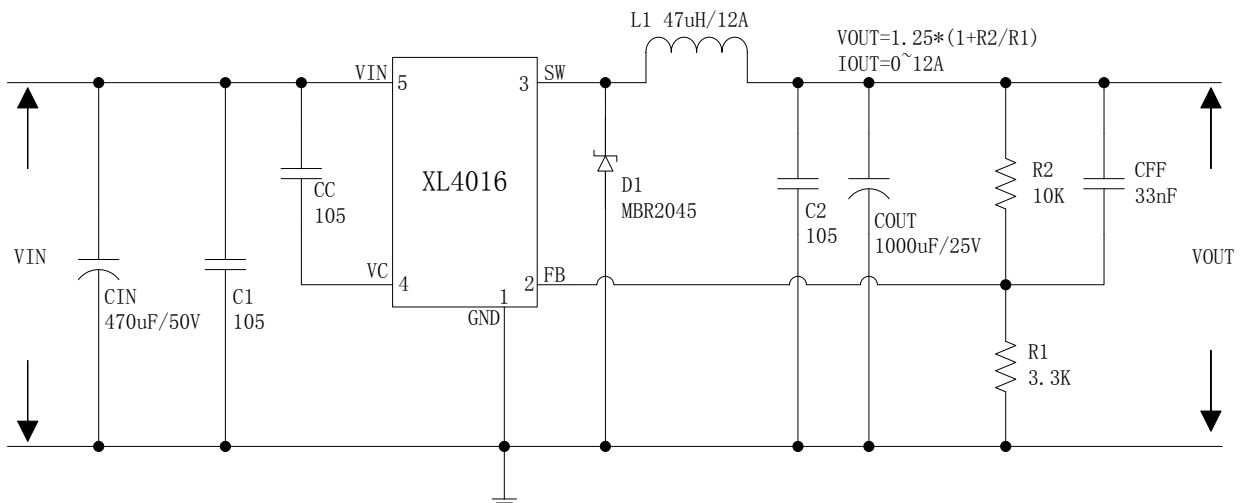 L1 47uH/12A
VOUT=1.25*(1+R2/R1)
IOUT=0~12A
VIN
5
3
SW
XL4016
CC
105
D1
MBR2045
C2
105
COUT
1000uF/25V
R2
10K
CFF
33nF
VIN
VC
4
2
FB
VOUT
CIN
470uF/50V
C1
105
1
GND
R1
3.3K